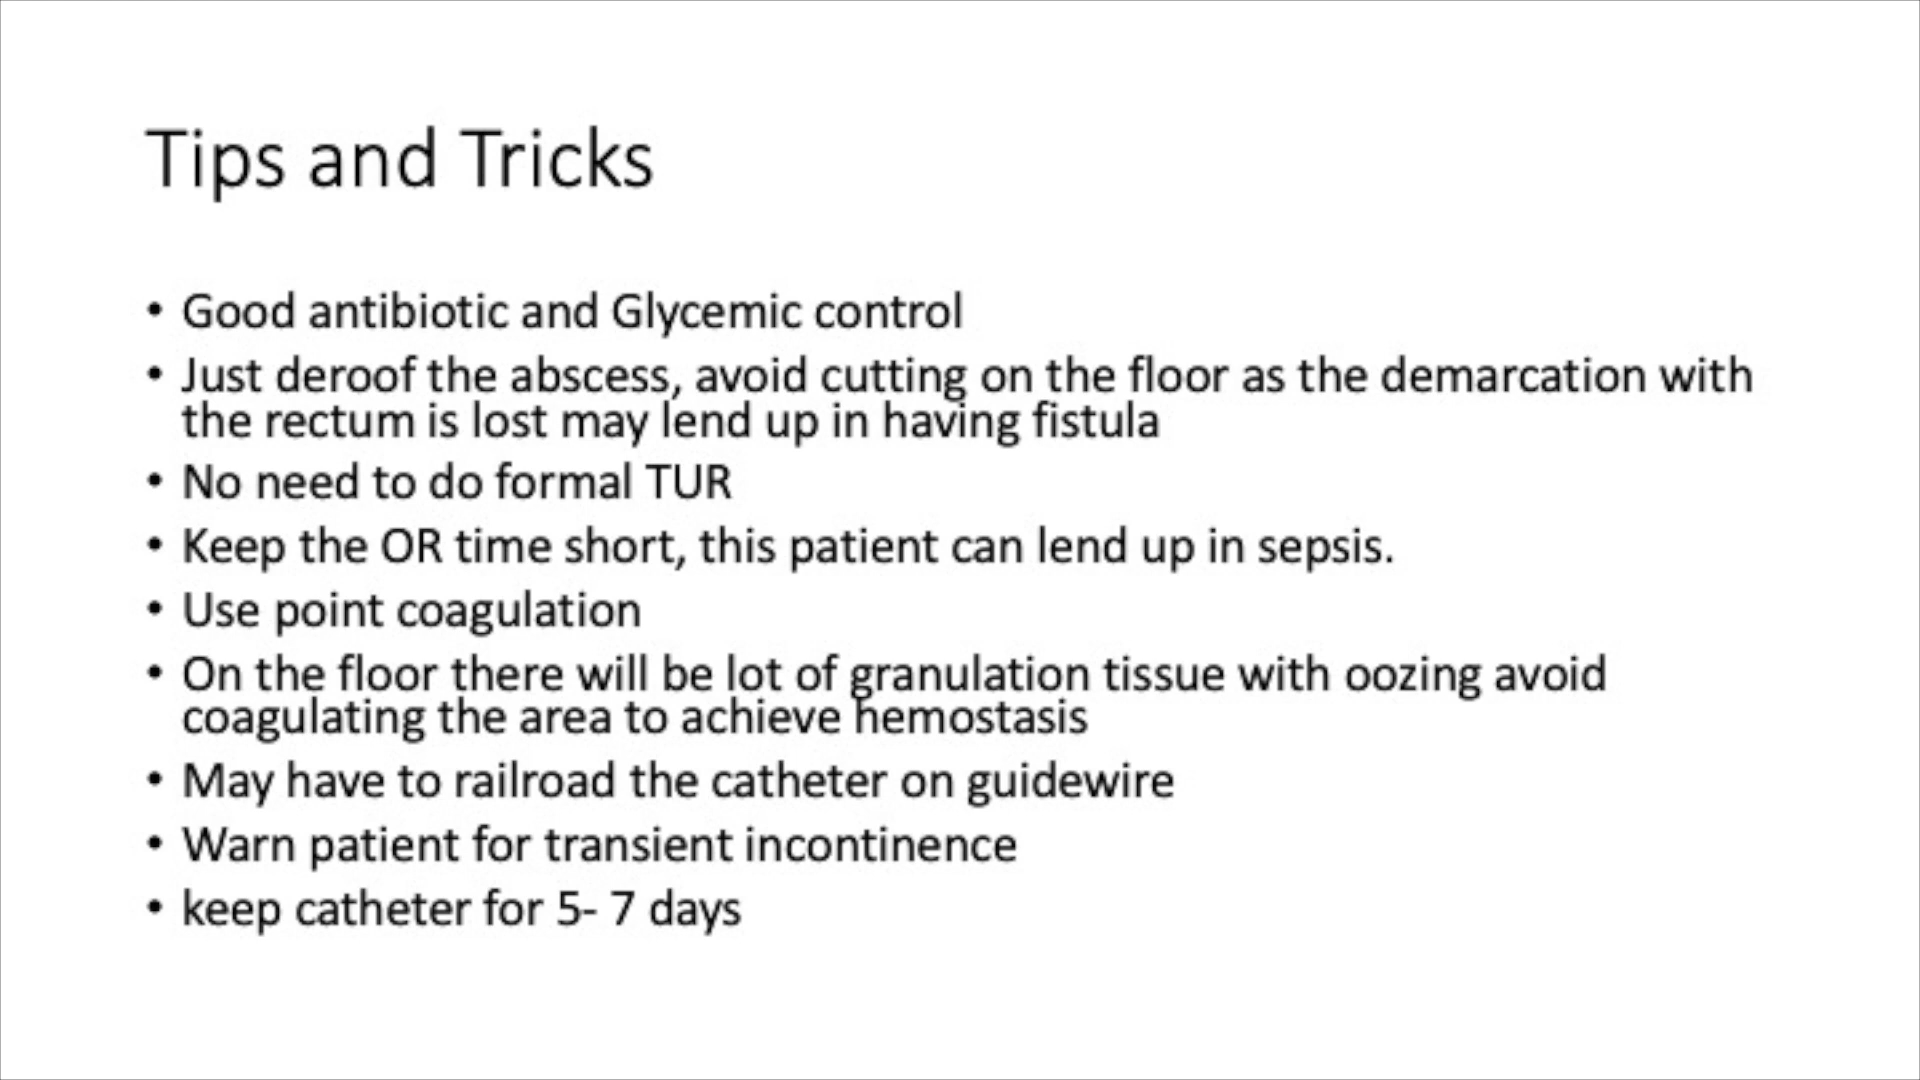 Tips and Tricks
• Good antibiotic and Glycemic control
• Just deroof the abscess, avoid cutting on the floor as the demarcation with
the rectum is lost may lend up in having fistula
• No need to do formal TUR
• Keep the OR time short, this patient can lend up in sepsis.
• Use point coagulation
• On the floor there will be lot of granulation tissue with oozing avoid
coagulating the area to achieve hemostasis
• May have to railroad the catheter on guidewire
• Warn patient for transient incontinence
• keep catheter for 5- 7 days